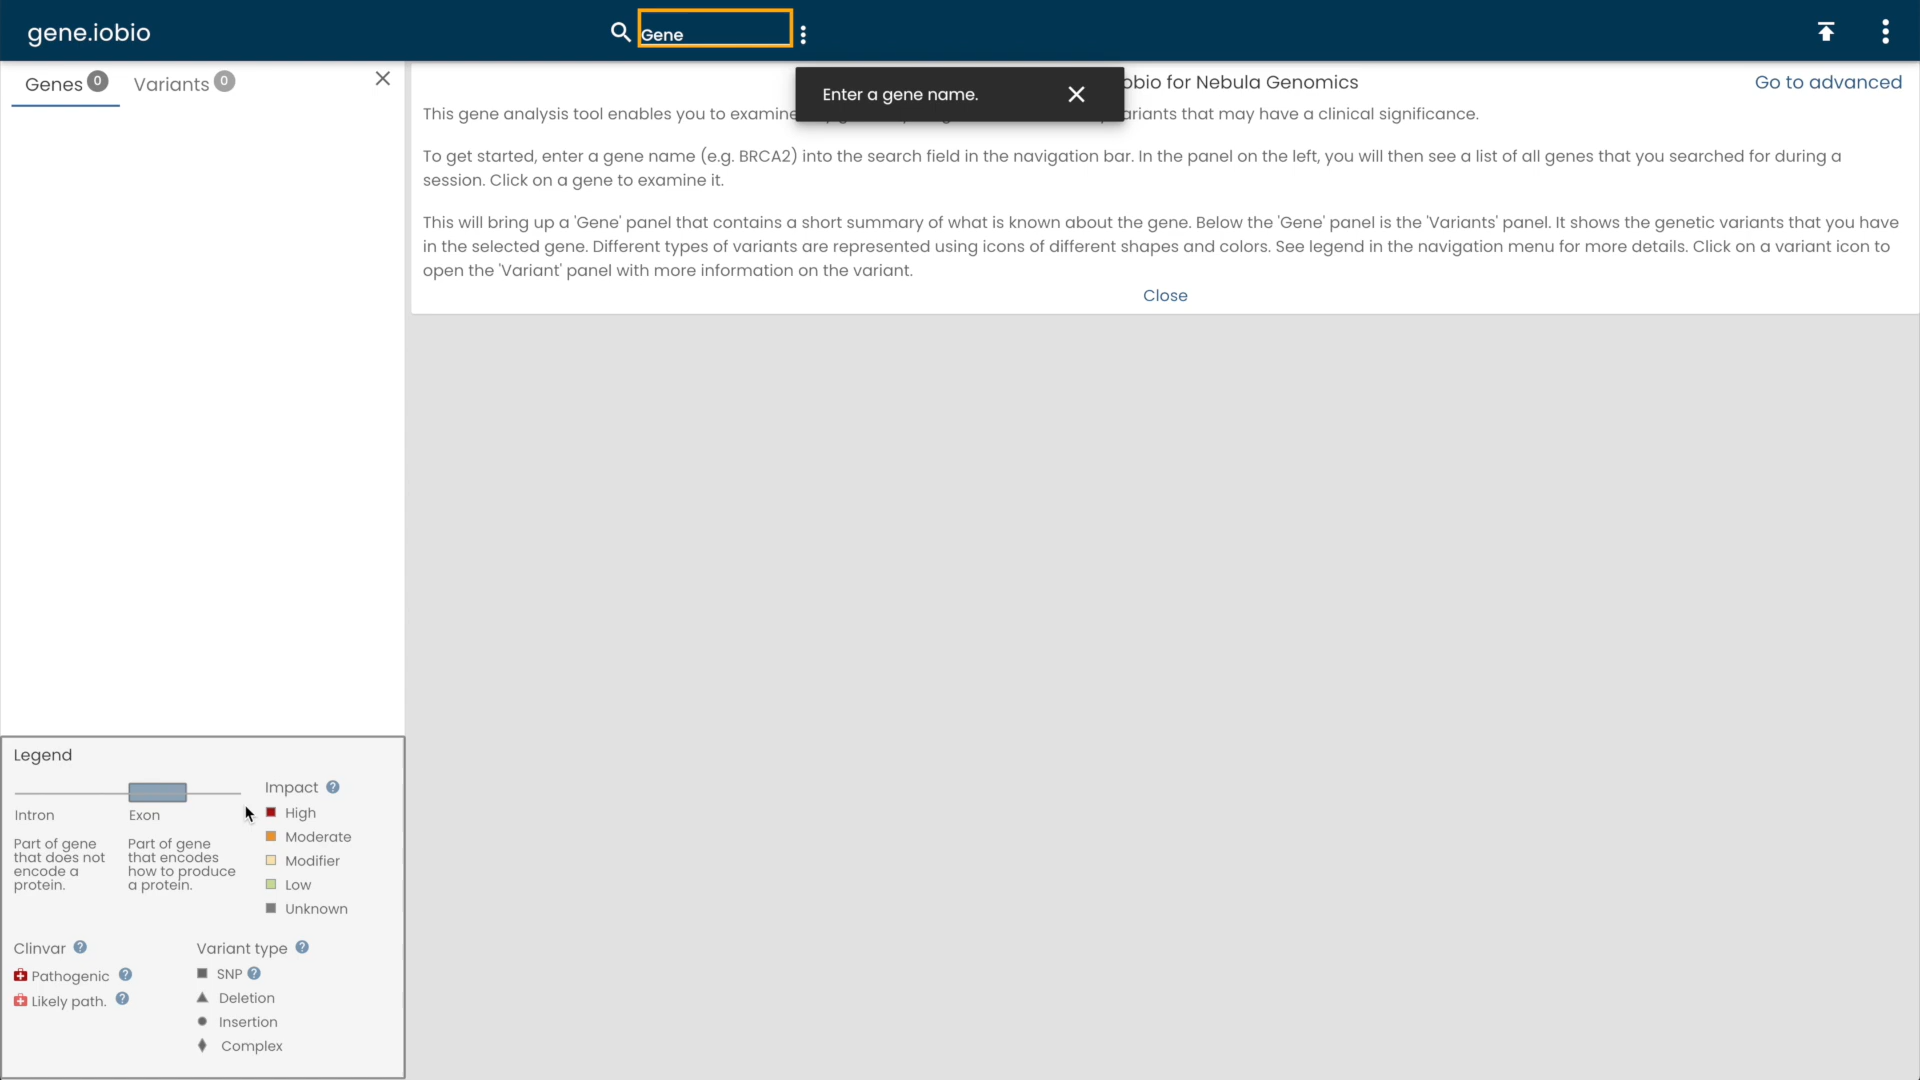 gene.iobio
Gene
Genes 0
Variants 0
Enter a gene name.
obio for Nebula Genomics
Go to advanced
This gene analysis tool enables you to examine
ariants that may have a clinical significance.
To get started, enter a gene name (e.g. BRCA2) into the search field in the navigation bar. In the panel on the left, you will then see a list of all genes that you searched for during a
session. Click on a gene to examine it.
This will bring up a 'Gene' panel that contains a short summary of what is known about the gene. Below the 'Gene' panel is the 'Variants' panel. It shows the genetic variants that you have
in the selected gene. Different types of variants are represented using icons of different shapes and colors. See legend in the navigation menu for more details. Click on a variant icon to
open the 'Variant' panel with more information on the variant.
Close
Legend
Intron
Part of gene
that does not
encode a
protein.
Exon
Part of gene
that encodes
how to produce
a protein.
Impact ?
High
Moderate
Modifier
Low
Unknown
Clinvar ?
Pathogenic ?
Likely path. ?
Variant type ?
SNP ?
Deletion
Insertion
Complex